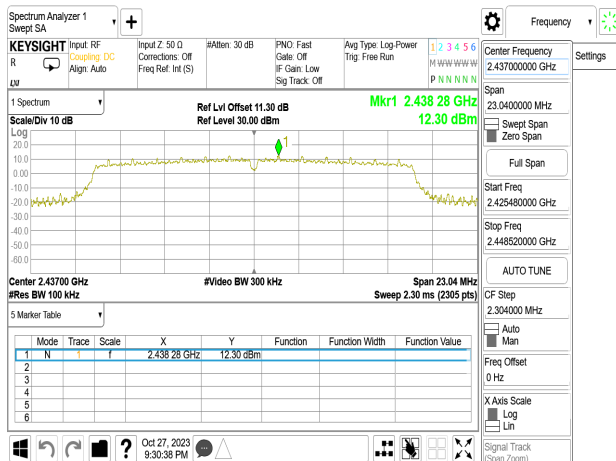 Spectrum Analyzer 1
Swept SA
Frequency
Settings
KEYSIGHT
R
LNI
Input: RF
Coupling: DC
Align: Auto
Input Z: 50 Ω
Corrections: Off
Freq Ref: Int (S)
#Atten: 30 dB
PNO: Fast
Gate: Off
IF Gain: Low
Sig Track: Off
Avg Type: Log-Power
Trig: Free Run
1 2 3 4 5 6
M W W W W W
P N N N N N
1 Spectrum
Scale/Div 10 dB
Ref Lvl Offset 11.30 dB
Ref Level 30.00 dBm
Mkr1 2.438 28 GHz
12.30 dBm
Log
20.0
10.0
0.00
-10.0
-20.0
-30.0
-40.0
-50.0
-60.0
1
Center 2.43700 GHz
#Res BW 100 kHz
#Video BW 300 kHz
Span 23.04 MHz
Sweep 2.30 ms (2305 pts)
5 Marker Table
Mode Trace Scale X Y Function Function Width Function Value
1 N 1 f 2.438 28 GHz 12.30 dBm
2
3
4
5
6
Oct 27, 2023
9:30:38 PM
?
Center Frequency
2.437000000 GHz
Span
23.0400000 MHz
Swept Span
Zero Span
Full Span
Start Freq
2.425480000 GHz
Stop Freq
2.448520000 GHz
AUTO TUNE
CF Step
2.304000 MHz
Auto
Man
Freq Offset
0 Hz
X Axis Scale
Log
Lin
Signal Track
(Span Zoom)